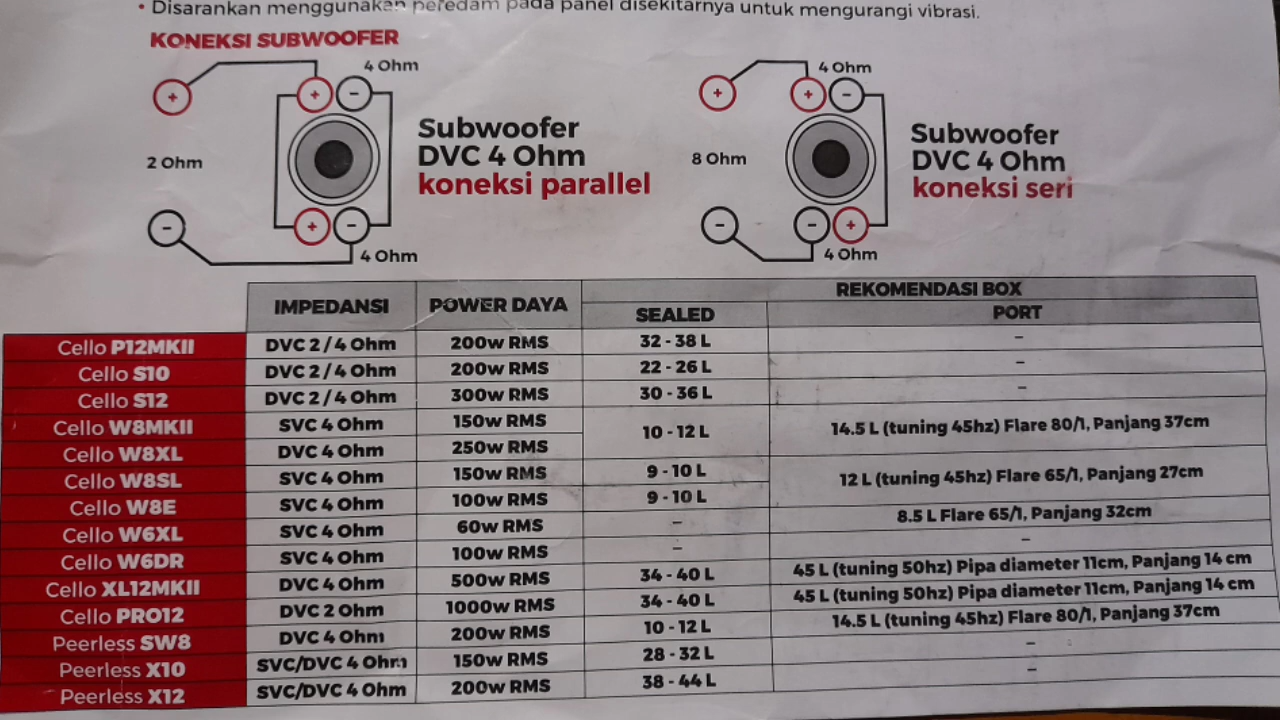 • Disarankan menggunakan peredam pada panel disekitarnya untuk mengurangi vibrasi.
KONEKSI SUBWOOFER
4 Ohm
+
+ -
2 Ohm
Subwoofer
DVC 4 Ohm
koneksi parallel
-
+ -
4 Ohm
4 Ohm
+
+ -
8 Ohm
Subwoofer
DVC 4 Ohm
koneksi seri
-
- +
4 Ohm
IMPEDANSI POWER DAYA REKOMENDASI BOX
SEALED PORT
Cello P12MKII DVC 2 / 4 Ohm 200w RMS 32 - 38 L -
Cello S10 DVC 2 / 4 Ohm 200w RMS 22 - 26 L -
Cello S12 DVC 2 / 4 Ohm 300w RMS 30 - 36 L -
Cello W8MKII SVC 4 Ohm 150w RMS 10 - 12 L 14.5 L (tuning 45hz) Flare 80/1, Panjang 37cm
Cello W8XL DVC 4 Ohm 250w RMS
Cello W8SL SVC 4 Ohm 150w RMS 9 - 10 L 12 L (tuning 45hz) Flare 65/1, Panjang 27cm
Cello W8E SVC 4 Ohm 100w RMS 9 - 10 L
Cello W6XL SVC 4 Ohm 60w RMS - 8.5 L Flare 65/1, Panjang 32cm
Cello W6DR SVC 4 Ohm 100w RMS - -
Cello XL12MKII DVC 4 Ohm 500w RMS 34 - 40 L 45 L (tuning 50hz) Pipa diameter 11cm, Panjang 14 cm
Cello PRO12 DVC 2 Ohm 1000w RMS 34 - 40 L 45 L (tuning 50hz) Pipa diameter 11cm, Panjang 14 cm
Peerless SW8 DVC 4 Ohm 200w RMS 10 - 12 L 14.5 L (tuning 45hz) Flare 80/1, Panjang 37cm
Peerless X10 SVC/DVC 4 Ohm 150w RMS 28 - 32 L -
Peerless X12 SVC/DVC 4 Ohm 200w RMS 38 - 44 L -